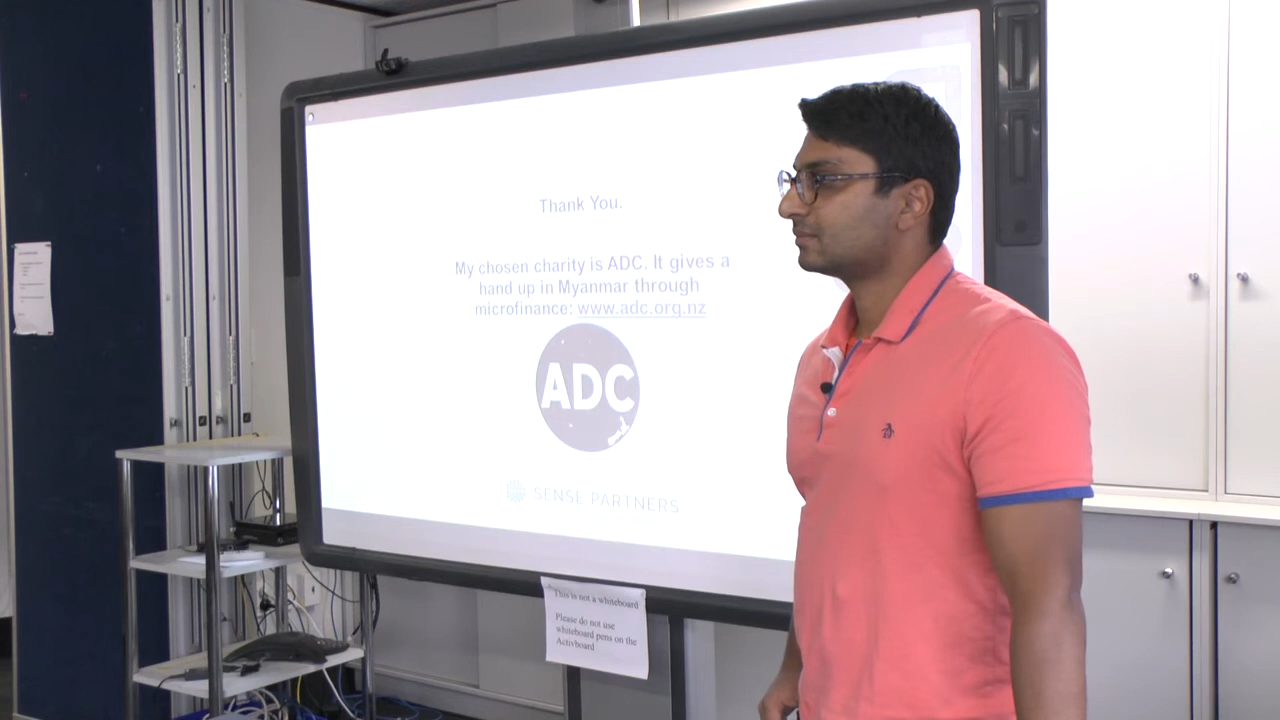 Thank You.
My chosen charity is ADC. It gives a
hand up in Myanmar through
microfinance: www.adc.org.nz
ADC
SENSE PARTNERS
This is not a whiteboard
Please do not use
whiteboard pens on the
Activboard